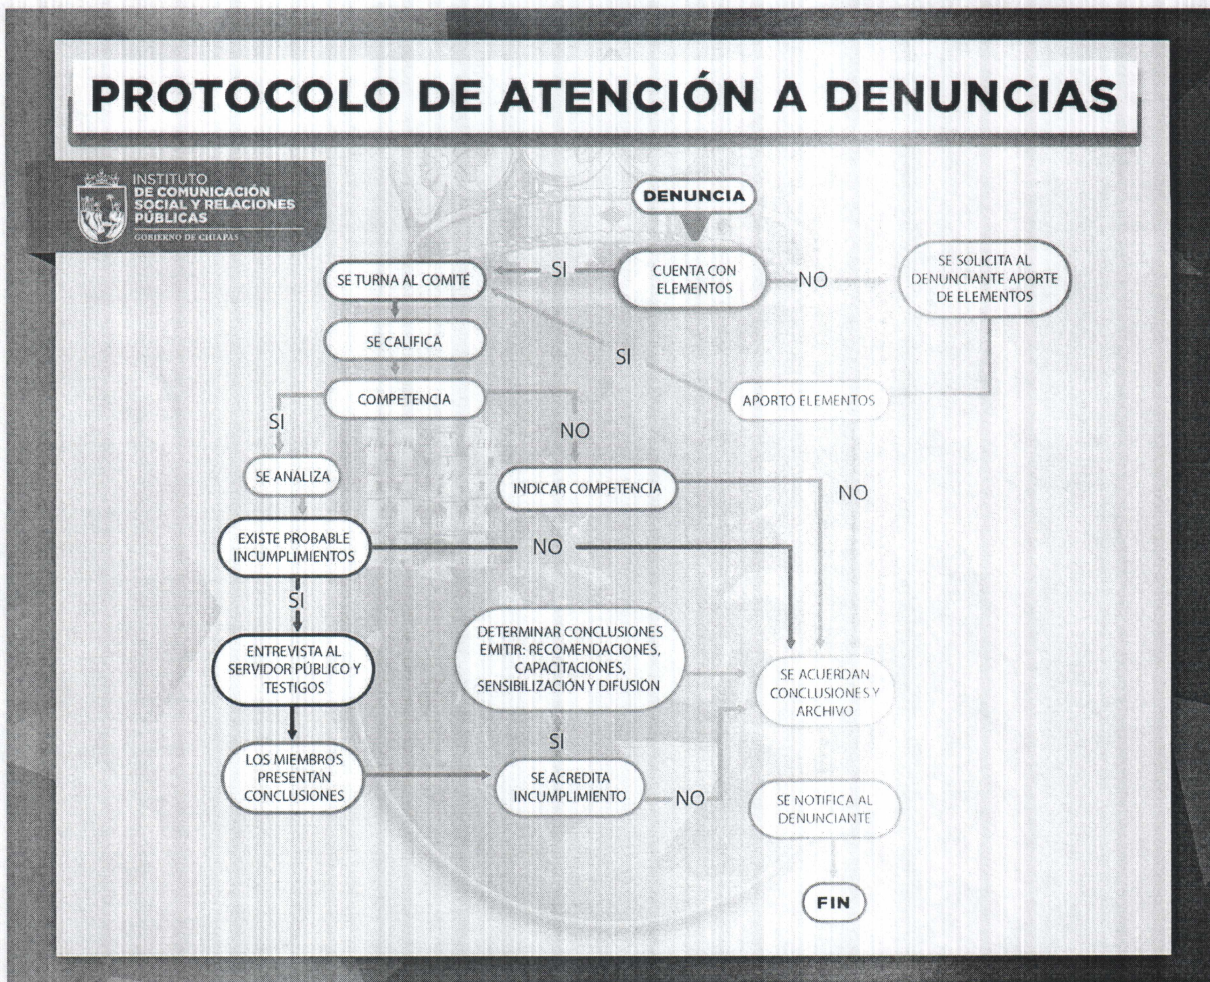 PROTOCOLO DE ATENCIÓN A DENUNCIAS
INSTITUTO
DE COMUNICACIÓN
SOCIAL Y RELACIONES
PÚBLICAS
GOBIERNO DE CHIAPAS
DENUNCIA
CUENTA CON
ELEMENTOS
SI
NO
SE SOLICITA AL
DENUNCIANTE APORTE
DE ELEMENTOS
SE TURNA AL COMITÉ
SE CALIFICA
SI
APORTO ELEMENTOS
COMPETENCIA
SI
NO
SE ANALIZA
INDICAR COMPETENCIA
NO
EXISTE PROBABLE
INCUMPLIMIENTOS
NO
SI
ENTREVISTA AL
SERVIDOR PÚBLICO Y
TESTIGOS
DETERMINAR CONCLUSIONES
EMITIR: RECOMENDACIONES,
CAPACITACIONES,
SENSIBILIZACIÓN Y DIFUSIÓN
SE ACUERDAN
CONCLUSIONES Y
ARCHIVO
SI
LOS MIEMBROS
PRESENTAN
CONCLUSIONES
SE ACREDITA
INCUMPLIMIENTO
NO
SE NOTIFICA AL
DENUNCIANTE
FIN